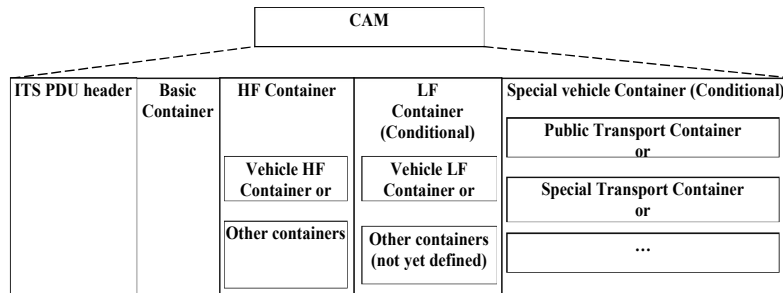 CAM
ITS PDU header
Basic
Container
HF Container
Vehicle HF
Container or
Other containers
LF
Container
(Conditional)
Vehicle LF
Container or
Other containers
(not yet defined)
Special vehicle Container (Conditional)
Public Transport Container
or
Special Transport Container
or
…